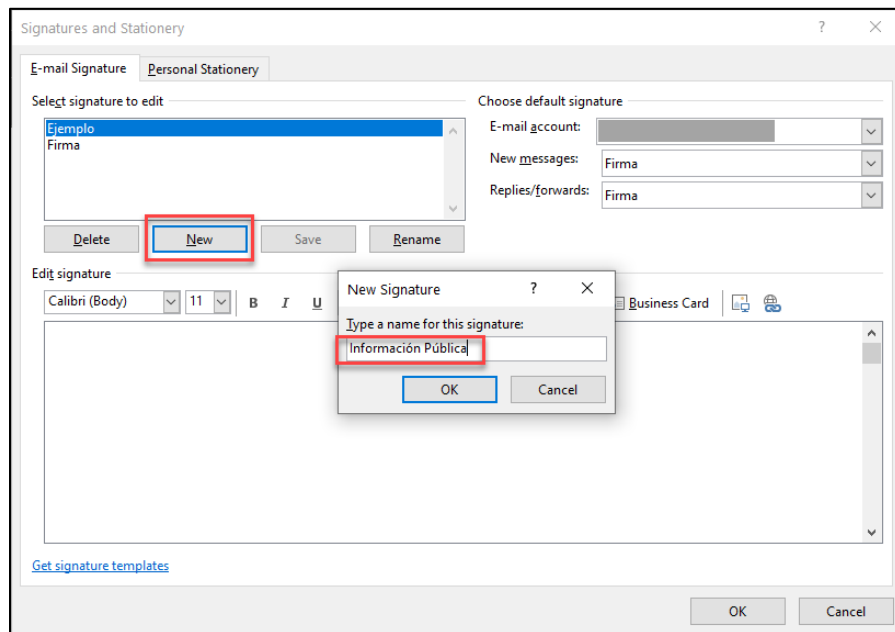 Signatures and Stationery ?
E-mail Signature Personal Stationery
Select signature to edit
Ejemplo
Firma
Delete New Save Rename
Choose default signature
E-mail account:
New messages: Firma
Replies/forwards: Firma
Edit signature
Calibri (Body) 11 B I U Business Card
New Signature ?
Type a name for this signature:
Información Pública
OK Cancel
Get signature templates
OK Cancel